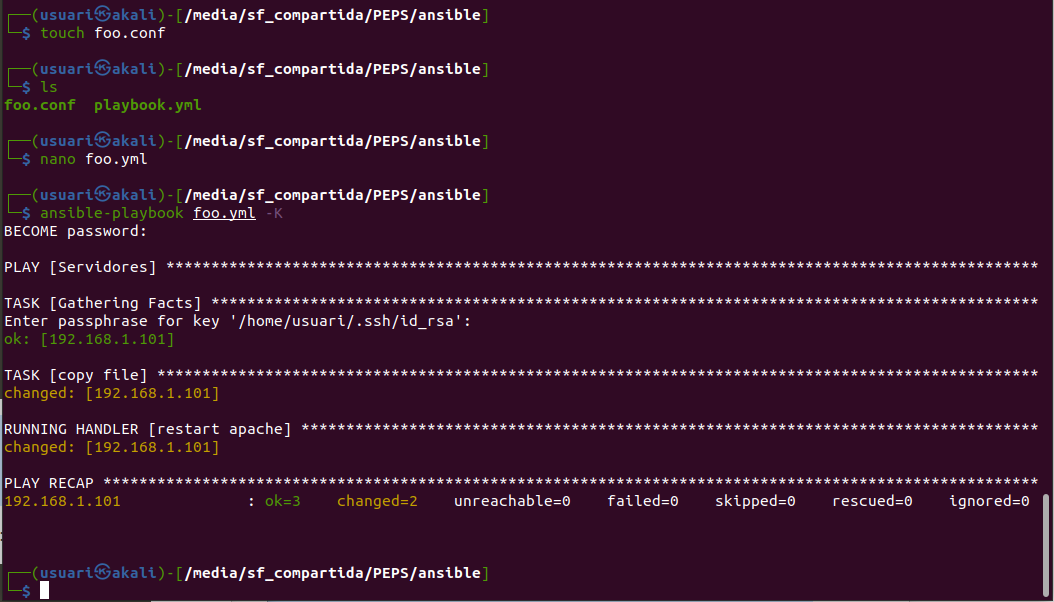 ┌──(usuari㉿akali)-[/media/sf_compartida/PEPS/ansible]
└─$ touch foo.conf
┌──(usuari㉿akali)-[/media/sf_compartida/PEPS/ansible]
└─$ ls
foo.conf  playbook.yml
┌──(usuari㉿akali)-[/media/sf_compartida/PEPS/ansible]
└─$ nano foo.yml
┌──(usuari㉿akali)-[/media/sf_compartida/PEPS/ansible]
└─$ ansible-playbook foo.yml -K
BECOME password:
PLAY [Servidores] *************************************************************************************************
TASK [Gathering Facts] ********************************************************************************************
Enter passphrase for key '/home/usuari/.ssh/id_rsa':
ok: [192.168.1.101]
TASK [copy file] **************************************************************************************************
changed: [192.168.1.101]
RUNNING HANDLER [restart apache] **********************************************************************************
changed: [192.168.1.101]
PLAY RECAP ********************************************************************************************************
192.168.1.101              : ok=3    changed=2    unreachable=0    failed=0    skipped=0    rescued=0    ignored=0
┌──(usuari㉿akali)-[/media/sf_compartida/PEPS/ansible]
└─$